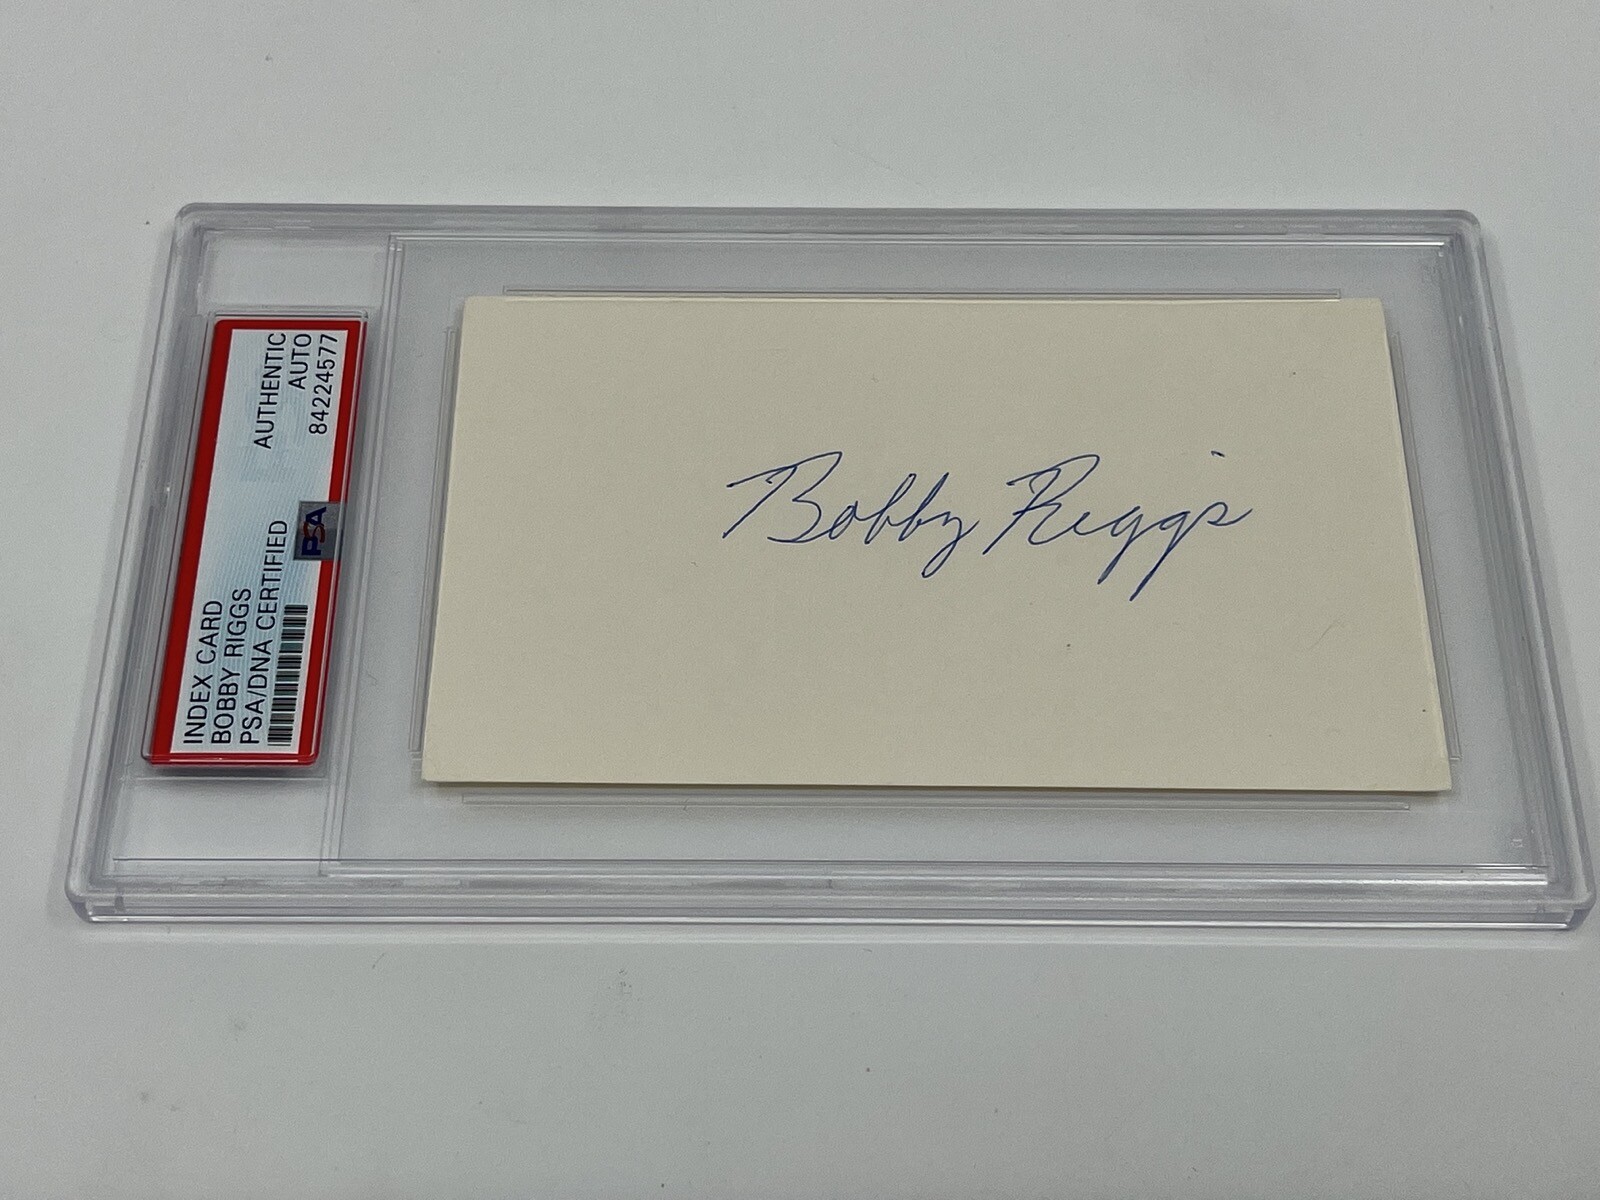 INDEX CARD
BOBBY RIGGS
PSA/DNA CERTIFIED
AUTHENTIC
AUTO
84224577
PSA
Bobby Riggs